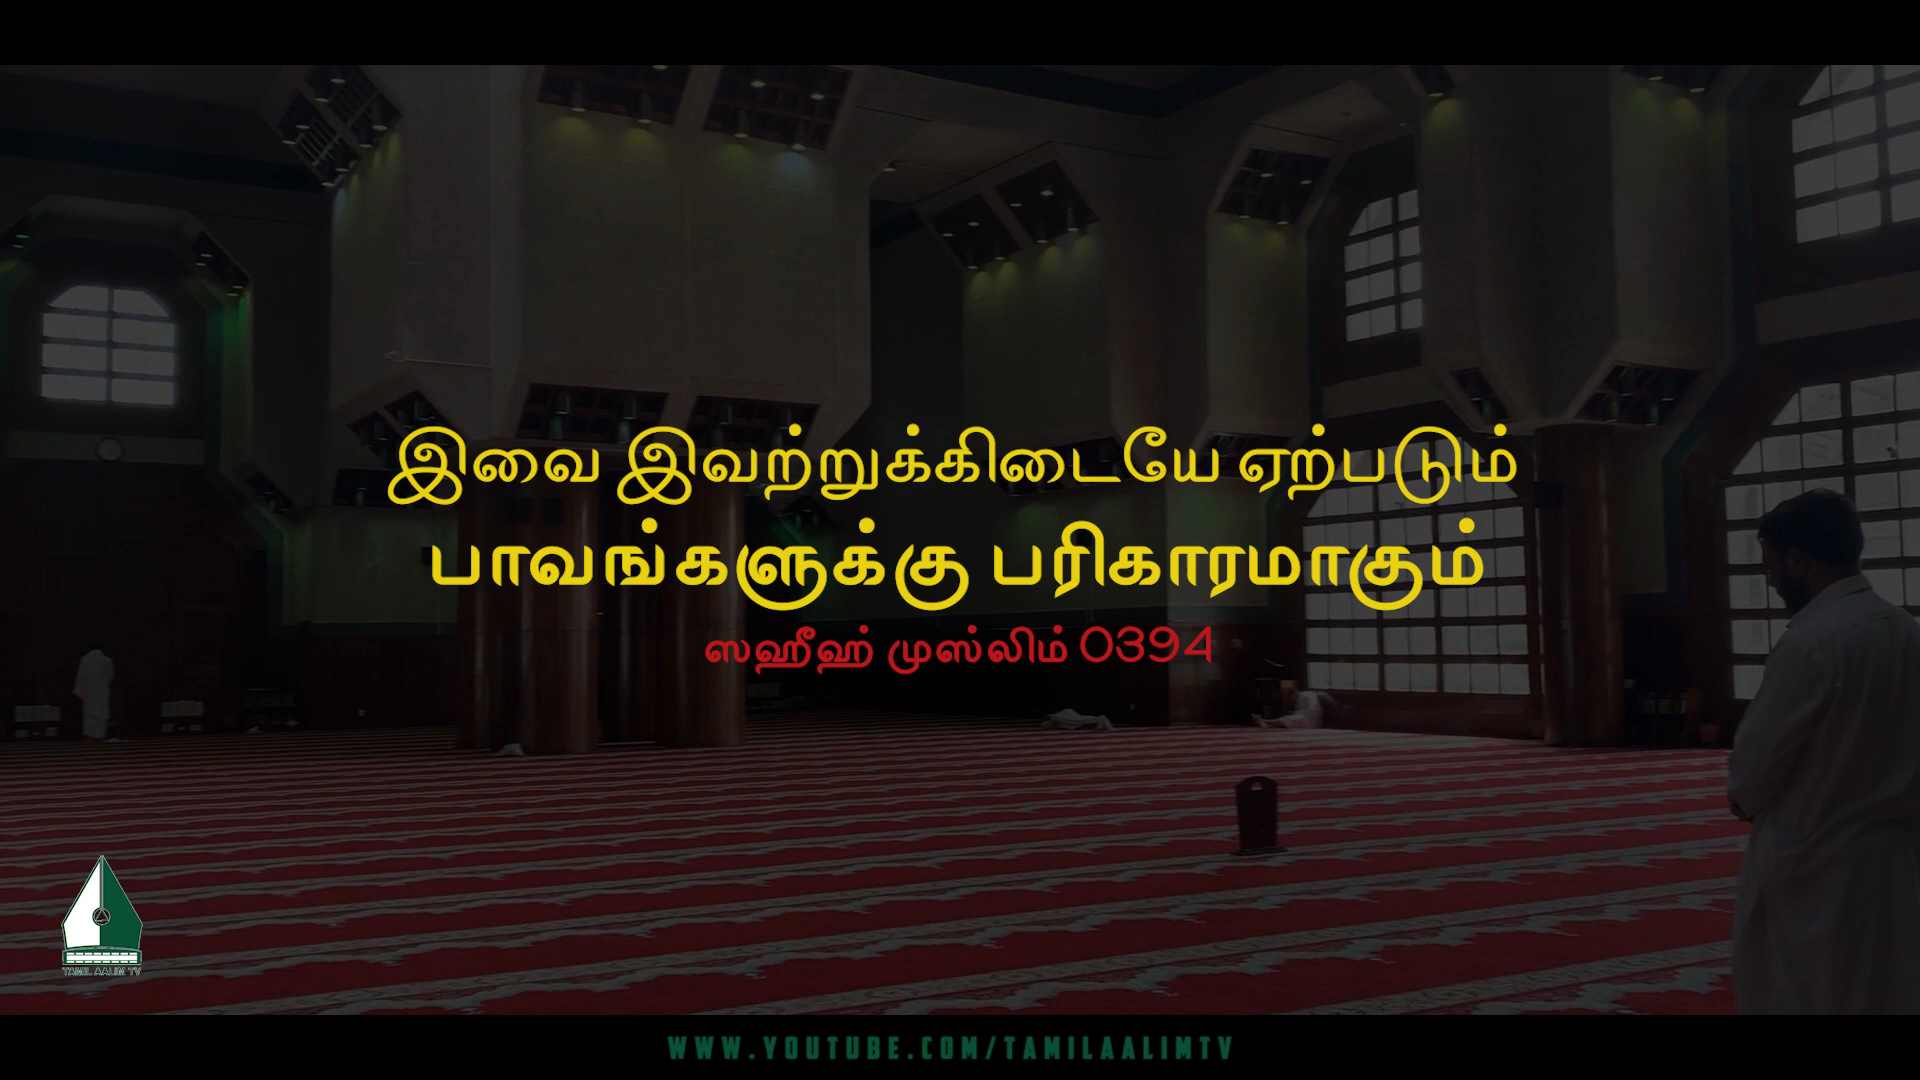 இவை இவற்றுக்கிடையே ஏற்படும்
பாவங்களுக்கு பரிகாரமாகும்
ஸஹீஹ் முஸ்லிம் 0394
TAMIL AALIM TV
WWW.YOUTUBE.COM/TAMILAALIMTV